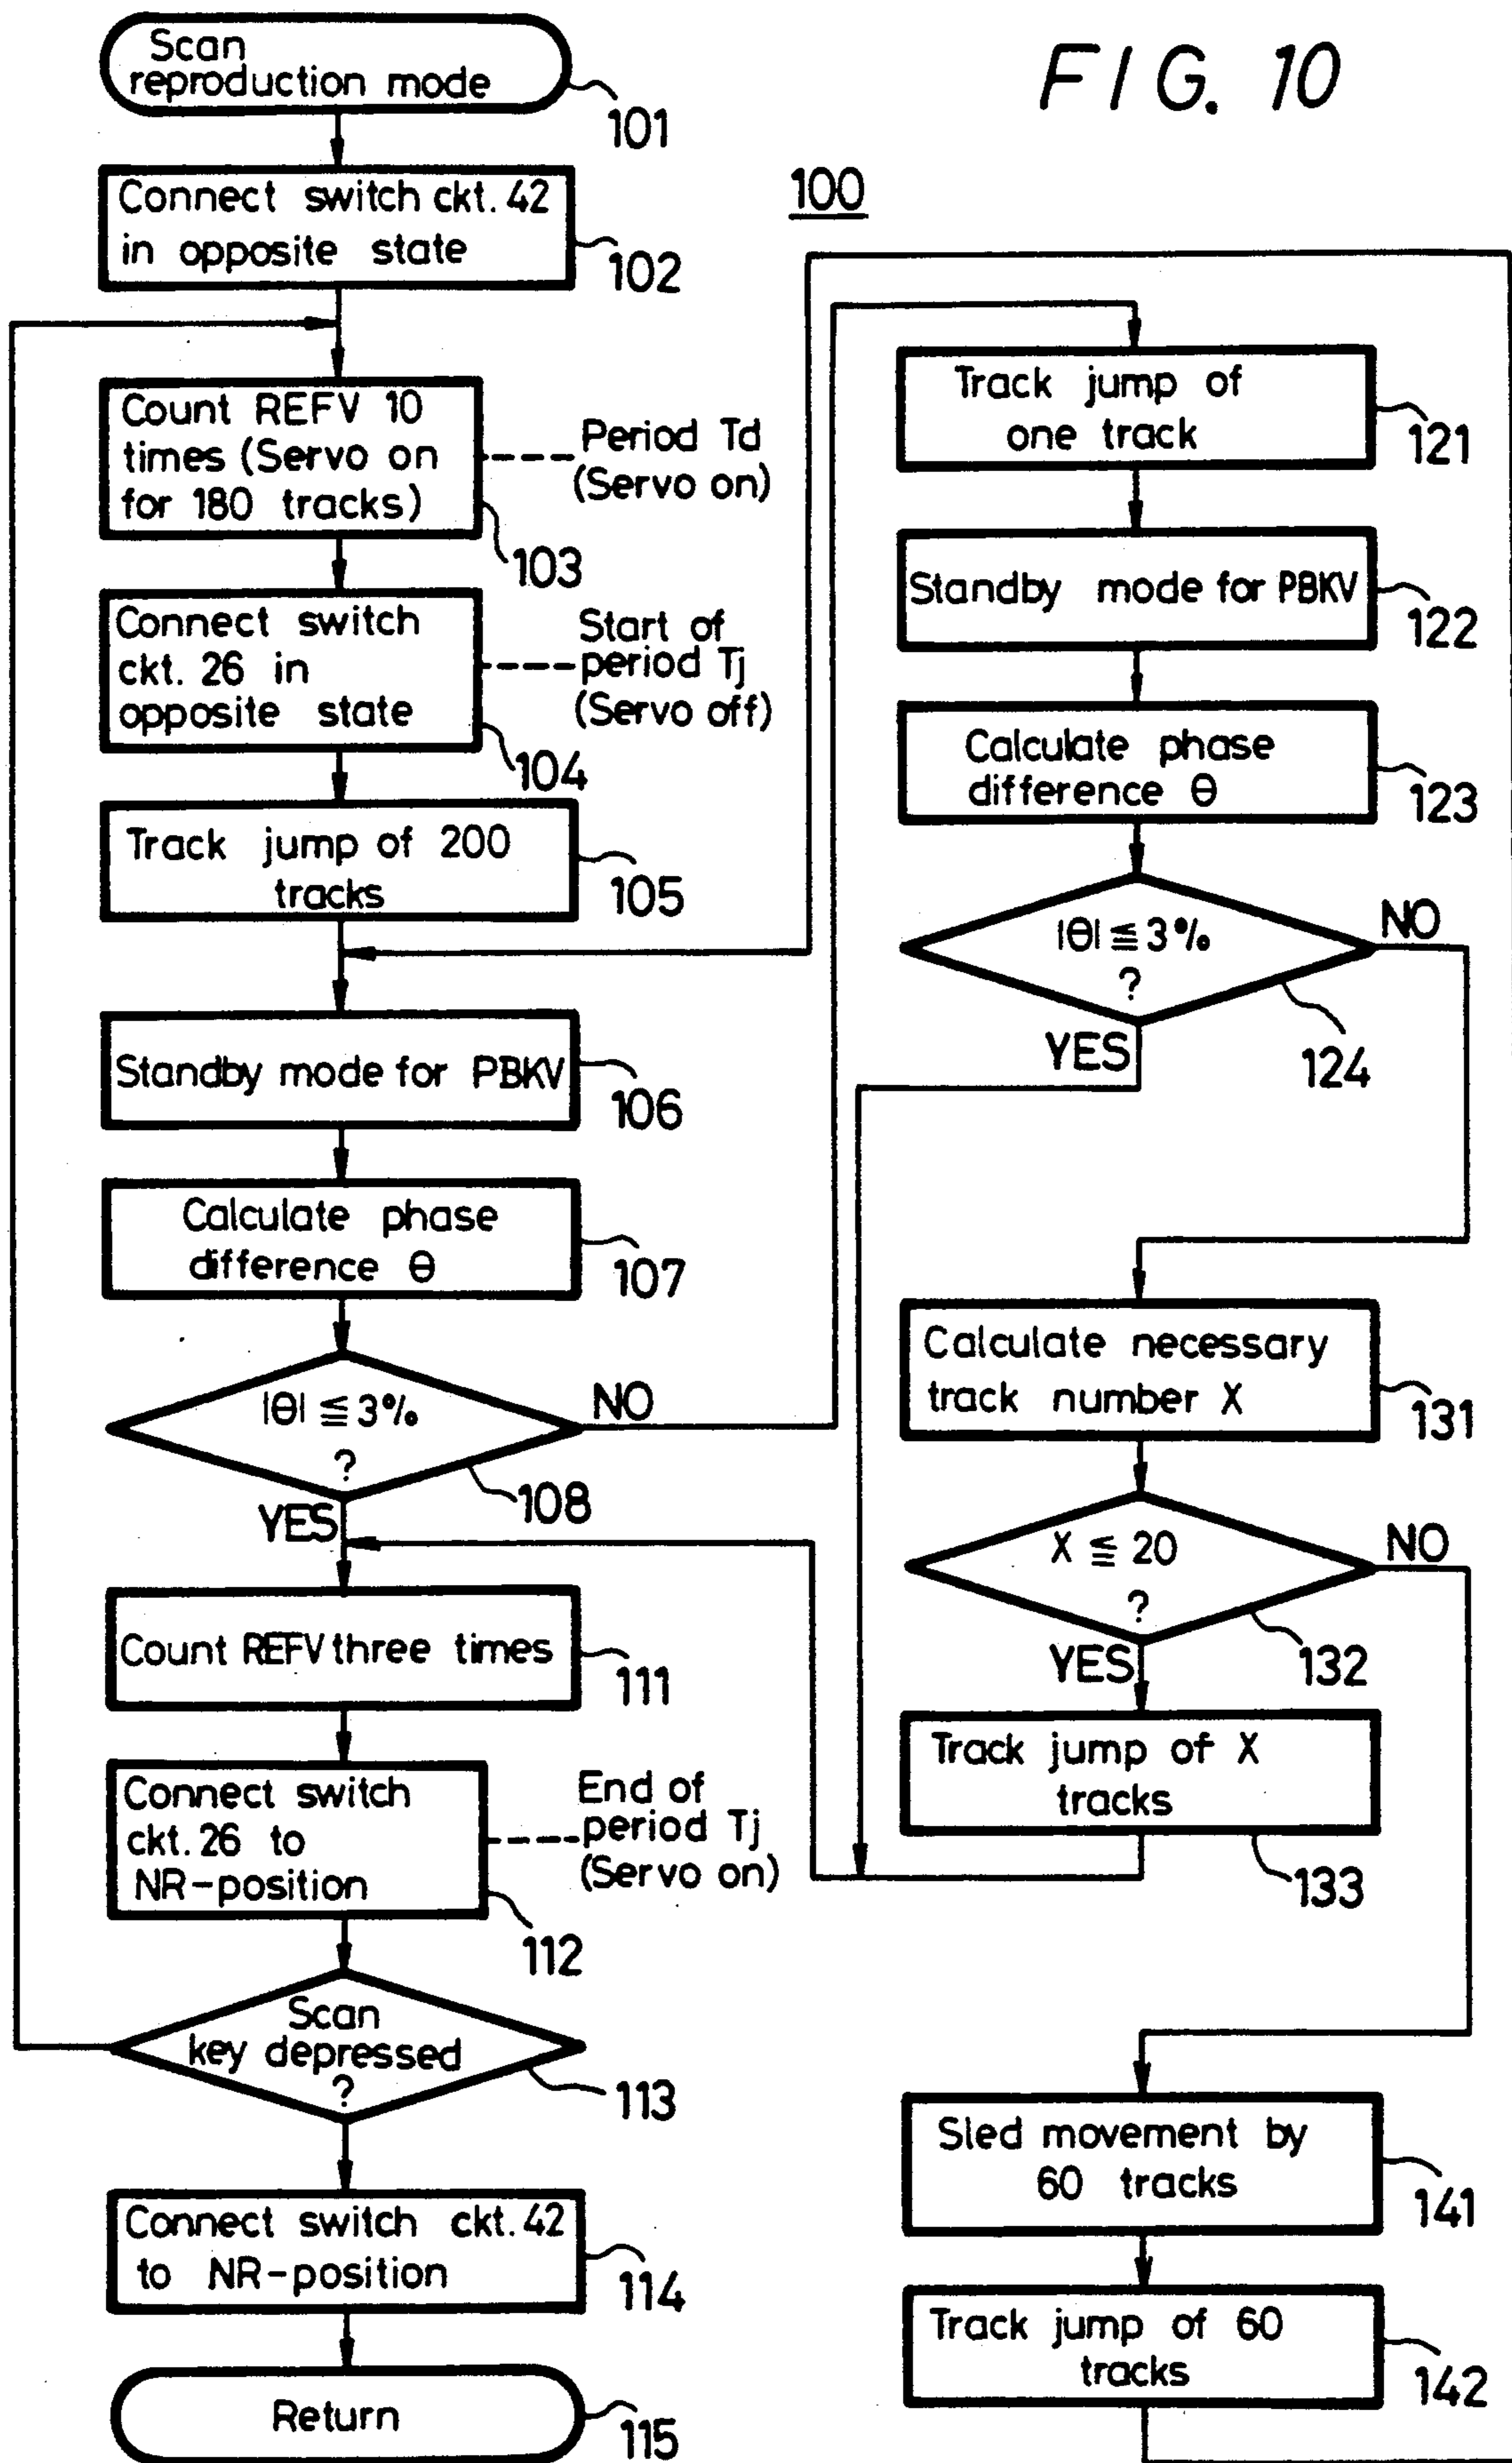 FIG. 10
100
Scan
reproduction mode
101
Connect switch ckt. 42
in opposite state
102
Count REFV 10
times (Servo on
for 180 tracks)
103
Period Td
(Servo on)
Connect switch
ckt. 26 in
opposite state
104
Start of
period Tj
(Servo off)
Track jump of 200
tracks
105
Standby mode for PBKV
106
Calculate phase
difference θ
107
|θ| ≦ 3%
?
108
NO
YES
Count REFV three times
111
Connect switch
ckt. 26 to
NR-position
112
End of
period Tj
(Servo on)
Scan
key depressed
?
113
Connect switch ckt. 42
to NR-position
114
Return
115
Track jump of
one track
121
Standby mode for PBKV
122
Calculate phase
difference θ
123
|θ| ≦ 3%
?
124
NO
YES
Calculate necessary
track number X
131
X ≦ 20
?
132
NO
YES
Track jump of X
tracks
133
Sled movement by
60 tracks
141
Track jump of 60
tracks
142